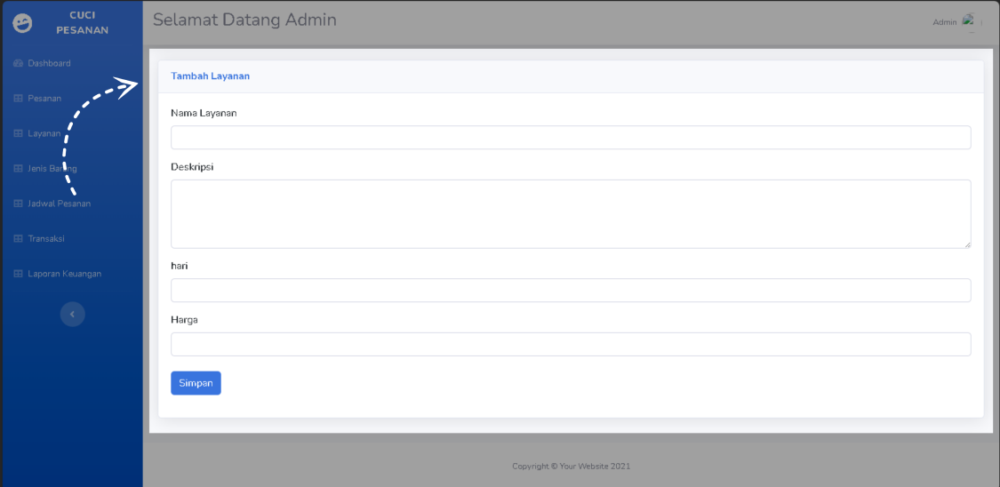 CUCI
PESANAN
Selamat Datang Admin
Admin
Dashboard
Pesanan
Layanan
Jenis Barang
Jadwal Pesanan
Transaksi
Laporan Keuangan
Tambah Layanan
Nama Layanan
Deskripsi
hari
Harga
Simpan
Copyright © Your Website 2021